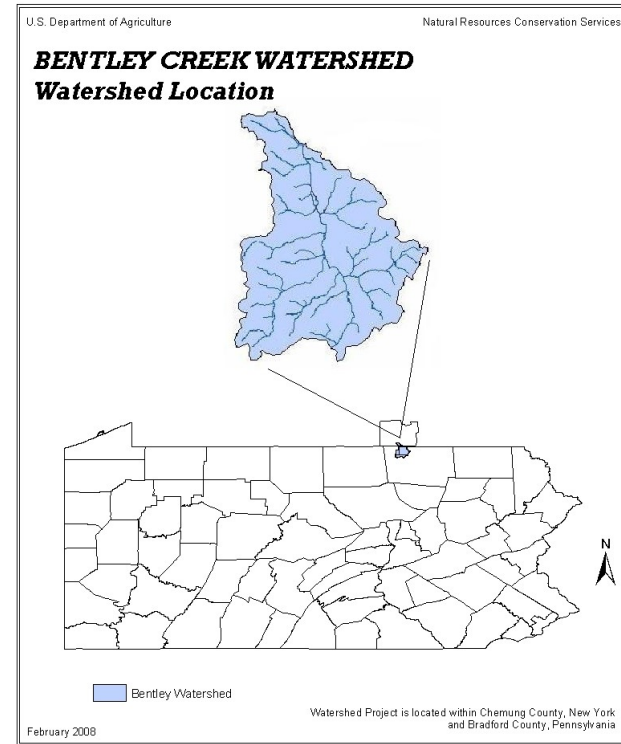 U.S. Department of Agriculture
Natural Resources Conservation Services
BENTLEY CREEK WATERSHED
Watershed Location
N
Bentley Watershed
Watershed Project is located within Chemung County, New York
and Bradford County, Pennsylvania
February 2008